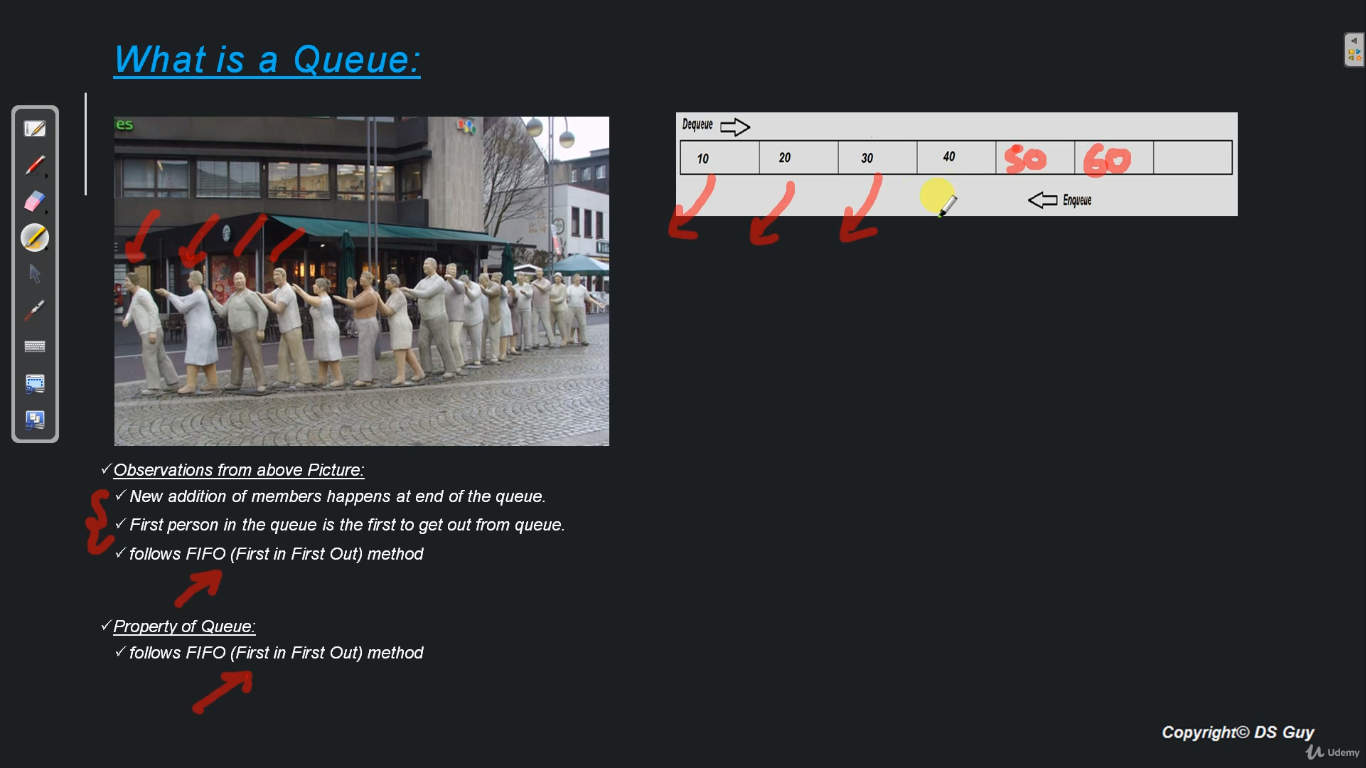 What is a Queue:
es
Dequeue
10 20 30 40 50 60
Enqueue
Observations from above Picture:
New addition of members happens at end of the queue.
First person in the queue is the first to get out from queue.
follows FIFO (First in First Out) method
Property of Queue:
follows FIFO (First in First Out) method
Copyright© DS Guy
Udemy